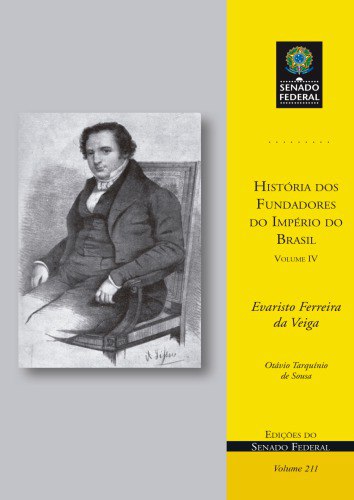 SENADO
FEDERAL
HISTÓRIA DOS
FUNDADORES
DO IMPÉRIO DO
BRASIL
VOLUME IV
Evaristo Ferreira
da Veiga
Otávio Tarquínio
de Sousa
EDIÇÕES DO
SENADO FEDERAL
Volume 211